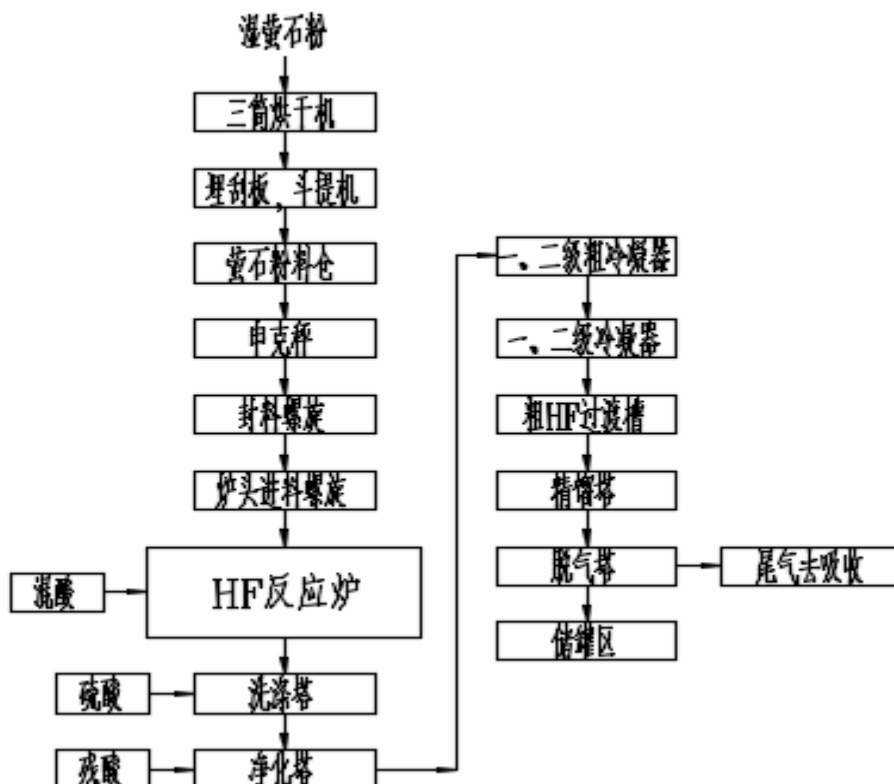 湿萤石粉
三筒烘干机
埋刮板，斗提机
萤石粉料仓
申克秤
封料螺旋
炉头进料螺旋
混酸
HF反应炉
硫酸
洗涤塔
残酸
净化塔
一、二级粗冷凝器
一、二级冷凝器
粗HF过渡槽
精馏塔
脱气塔
尾气去吸收
储罐区